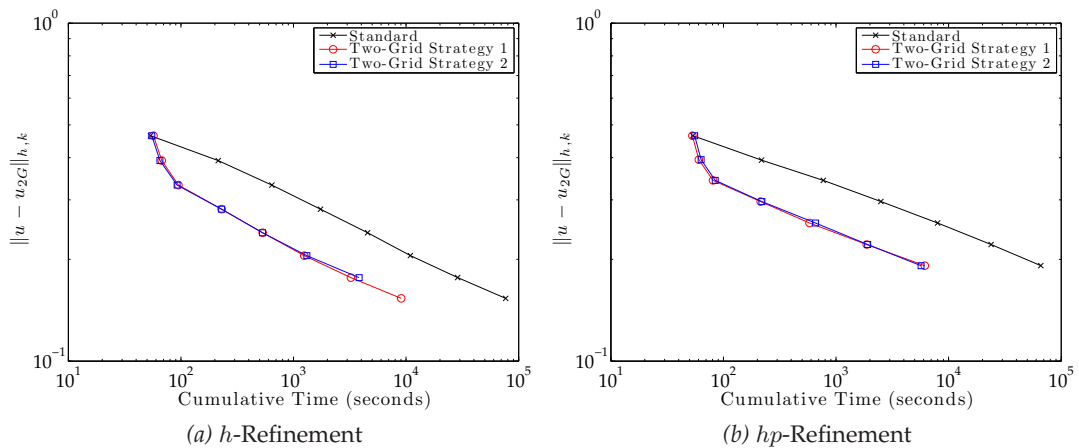 10^0
Standard
Two-Grid Strategy 1
Two-Grid Strategy 2
‖u − u_{2G}‖_{h,k}
10^{-1}
10^1 10^2 10^3 10^4 10^5
Cumulative Time (seconds)
(a) h-Refinement
10^0
Standard
Two-Grid Strategy 1
Two-Grid Strategy 2
‖u − u_{2G}‖_{h,k}
10^{-1}
10^1 10^2 10^3 10^4 10^5
Cumulative Time (seconds)
(b) hp-Refinement